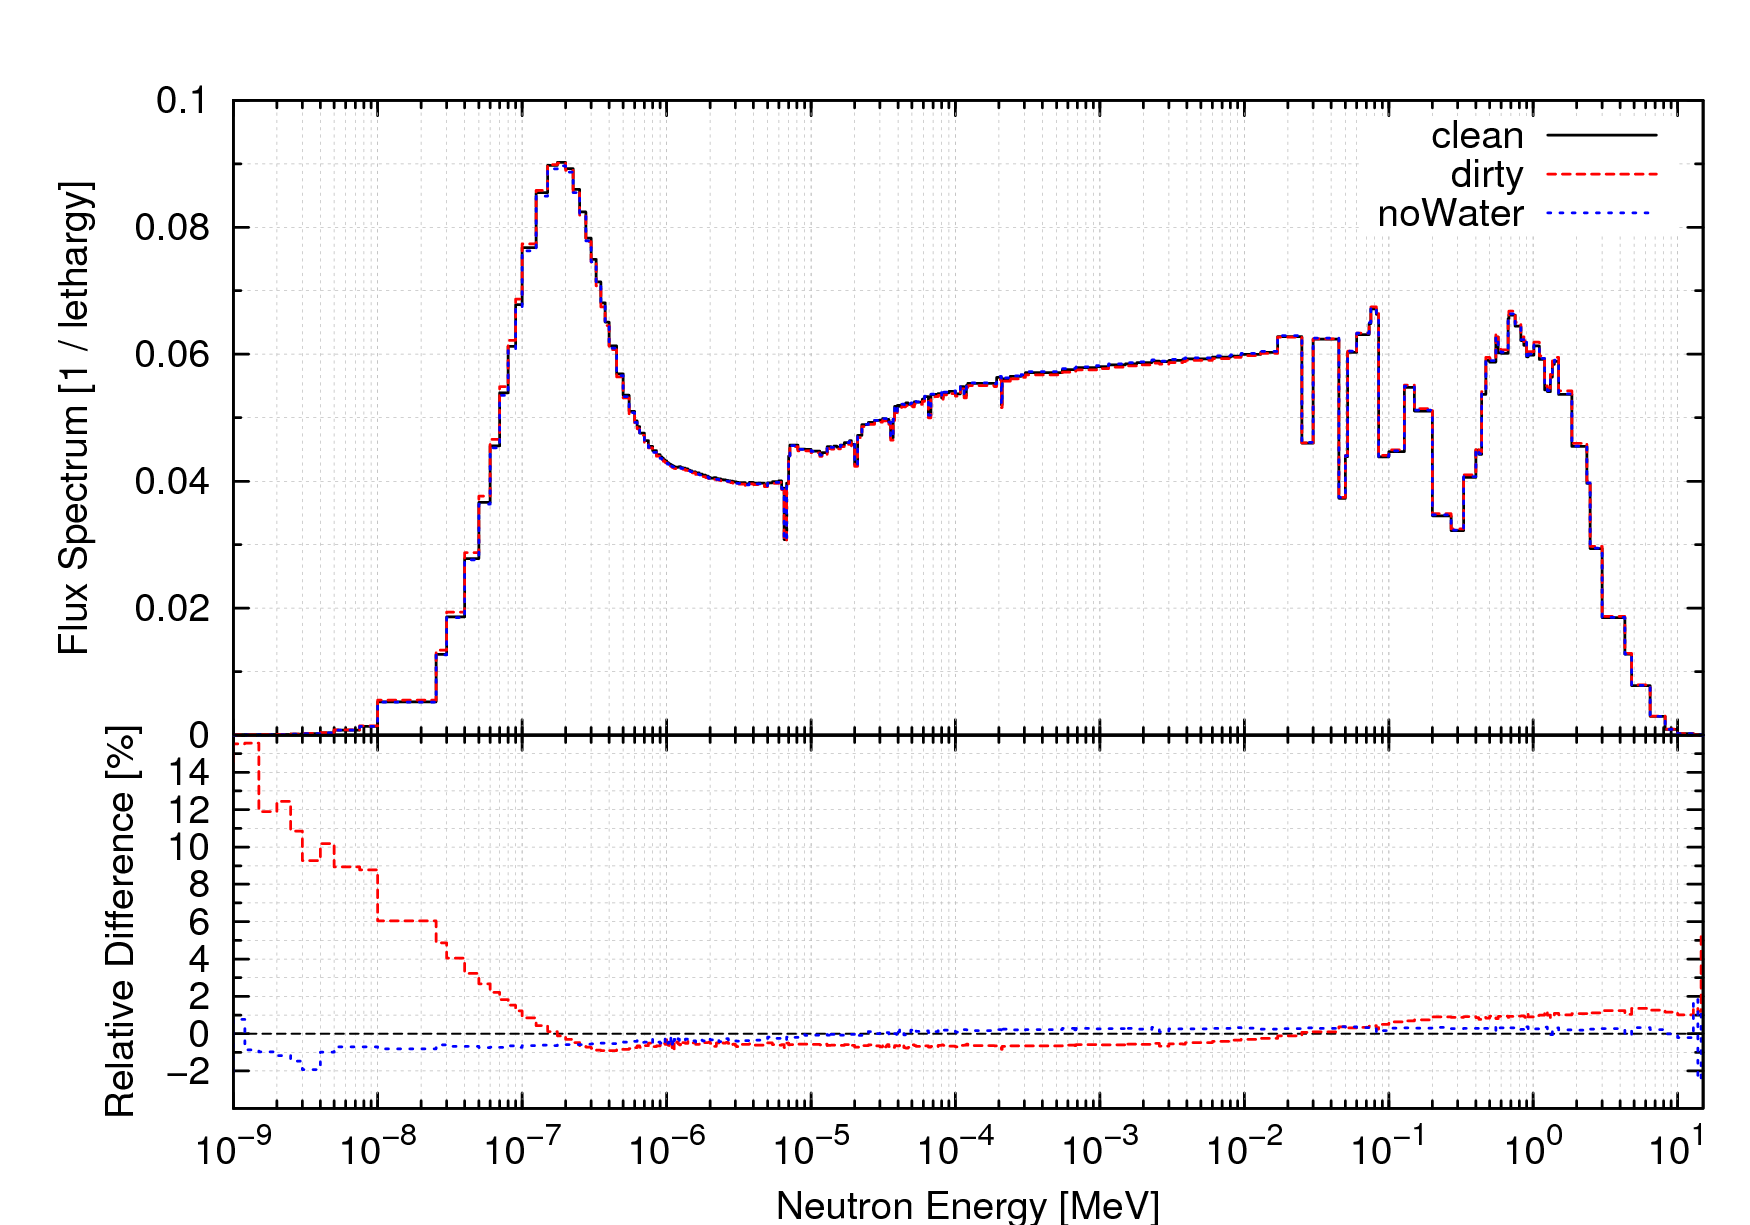 0.1
0.08
0.06
0.04
0.02
0
Flux Spectrum [1 / lethargy]
clean
dirty
noWater
14
12
10
8
6
4
2
0
−2
Relative Difference [%]
10⁻⁹ 10⁻⁸ 10⁻⁷ 10⁻⁶ 10⁻⁵ 10⁻⁴ 10⁻³ 10⁻² 10⁻¹ 10⁰ 10¹
Neutron Energy [MeV]